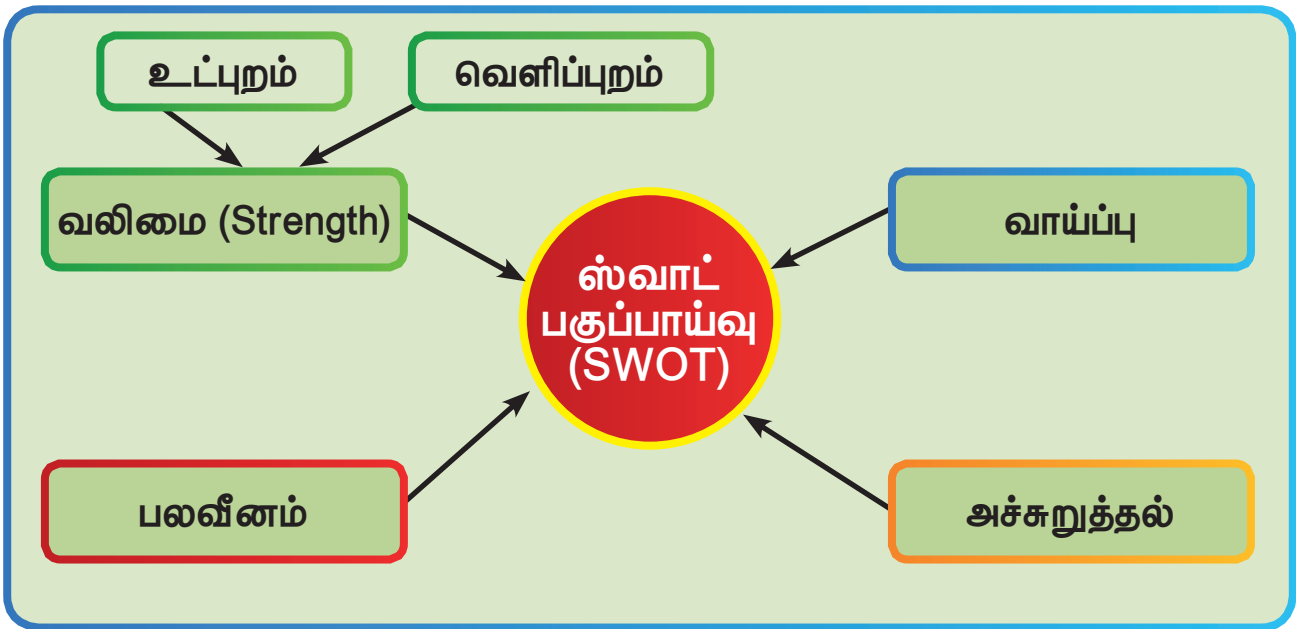 உட்புறம்
வெளிப்புறம்
வலிமை (Strength)
வாய்ப்பு
ஸ்வாட்
பகுப்பாய்வு
(SWOT)
பலவீனம்
அச்சுறுத்தல்